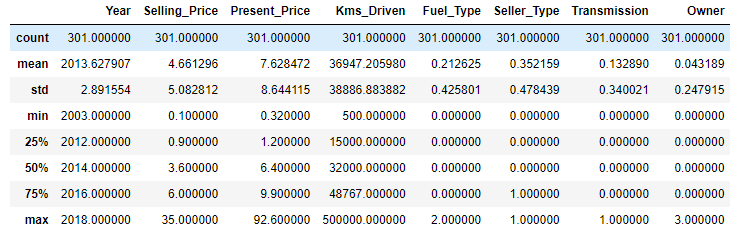 Year Selling_Price Present_Price Kms_Driven Fuel_Type Seller_Type Transmission Owner
count 301.000000 301.000000 301.000000 301.000000 301.000000 301.000000 301.000000 301.000000
mean 2013.627907 4.661296 7.628472 36947.205980 0.212625 0.352159 0.132890 0.043189
std 2.891554 5.082812 8.644115 38886.883882 0.425801 0.478439 0.340021 0.247915
min 2003.000000 0.100000 0.320000 500.000000 0.000000 0.000000 0.000000 0.000000
25% 2012.000000 0.900000 1.200000 15000.000000 0.000000 0.000000 0.000000 0.000000
50% 2014.000000 3.600000 6.400000 32000.000000 0.000000 0.000000 0.000000 0.000000
75% 2016.000000 6.000000 9.900000 48767.000000 0.000000 1.000000 0.000000 0.000000
max 2018.000000 35.000000 92.600000 500000.000000 2.000000 1.000000 1.000000 3.000000